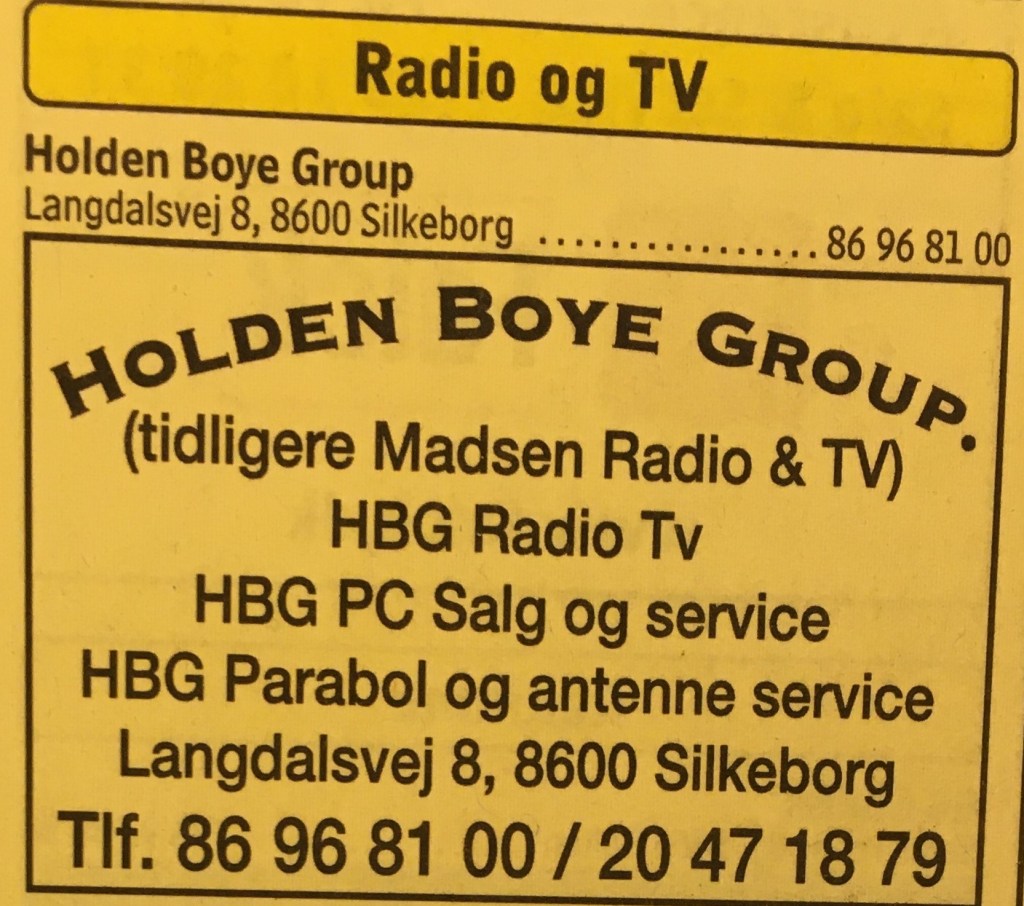 Radio og TV
Holden Boye Group
Langdalsvej 8, 8600 Silkeborg ................ 86 96 81 00
HOLDEN BOYE GROUP.
(tidligere Madsen Radio & TV)
HBG Radio Tv
HBG PC Salg og service
HBG Parabol og antenne service
Langdalsvej 8, 8600 Silkeborg
Tlf. 86 96 81 00 / 20 47 18 79